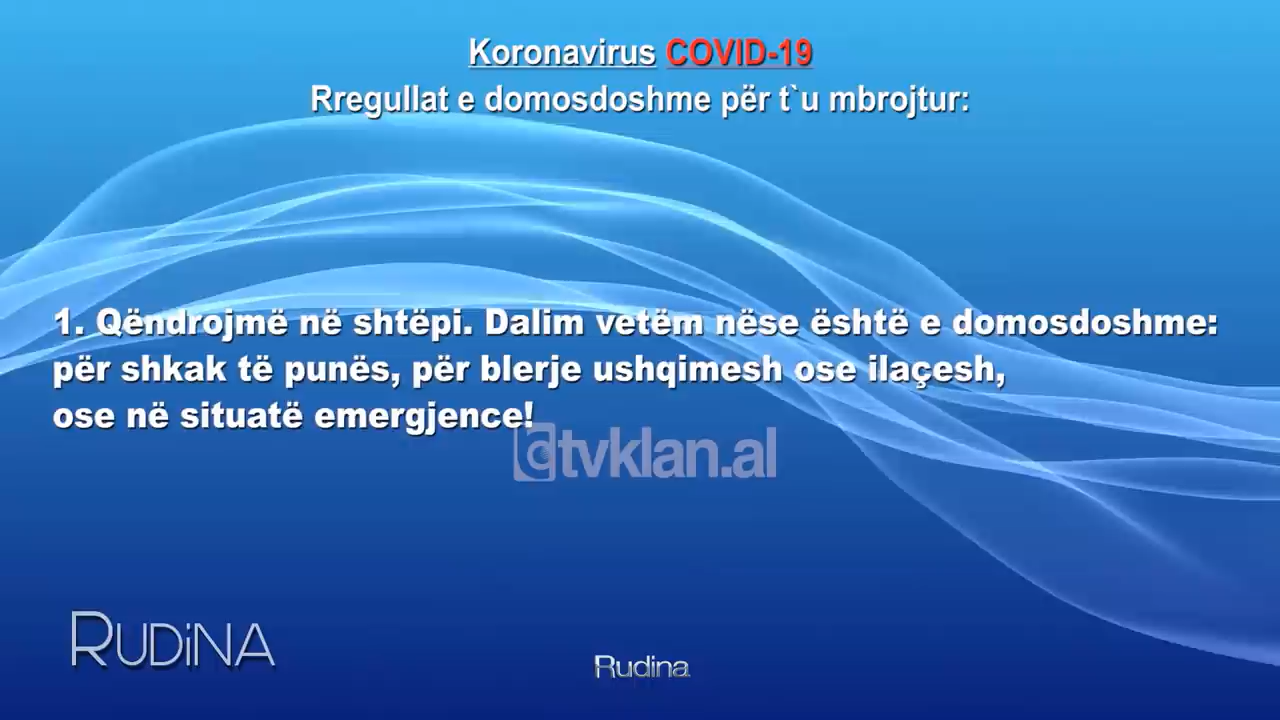 Koronavirus COVID-19
Rregullat e domosdoshme për t`u mbrojtur:
1. Qëndrojmë në shtëpi. Dalim vetëm nëse është e domosdoshme:
për shkak të punës, për blerje ushqimesh ose ilaçesh,
ose në situatë emergjence!
tvklan.al
RUDiNA
Rudina